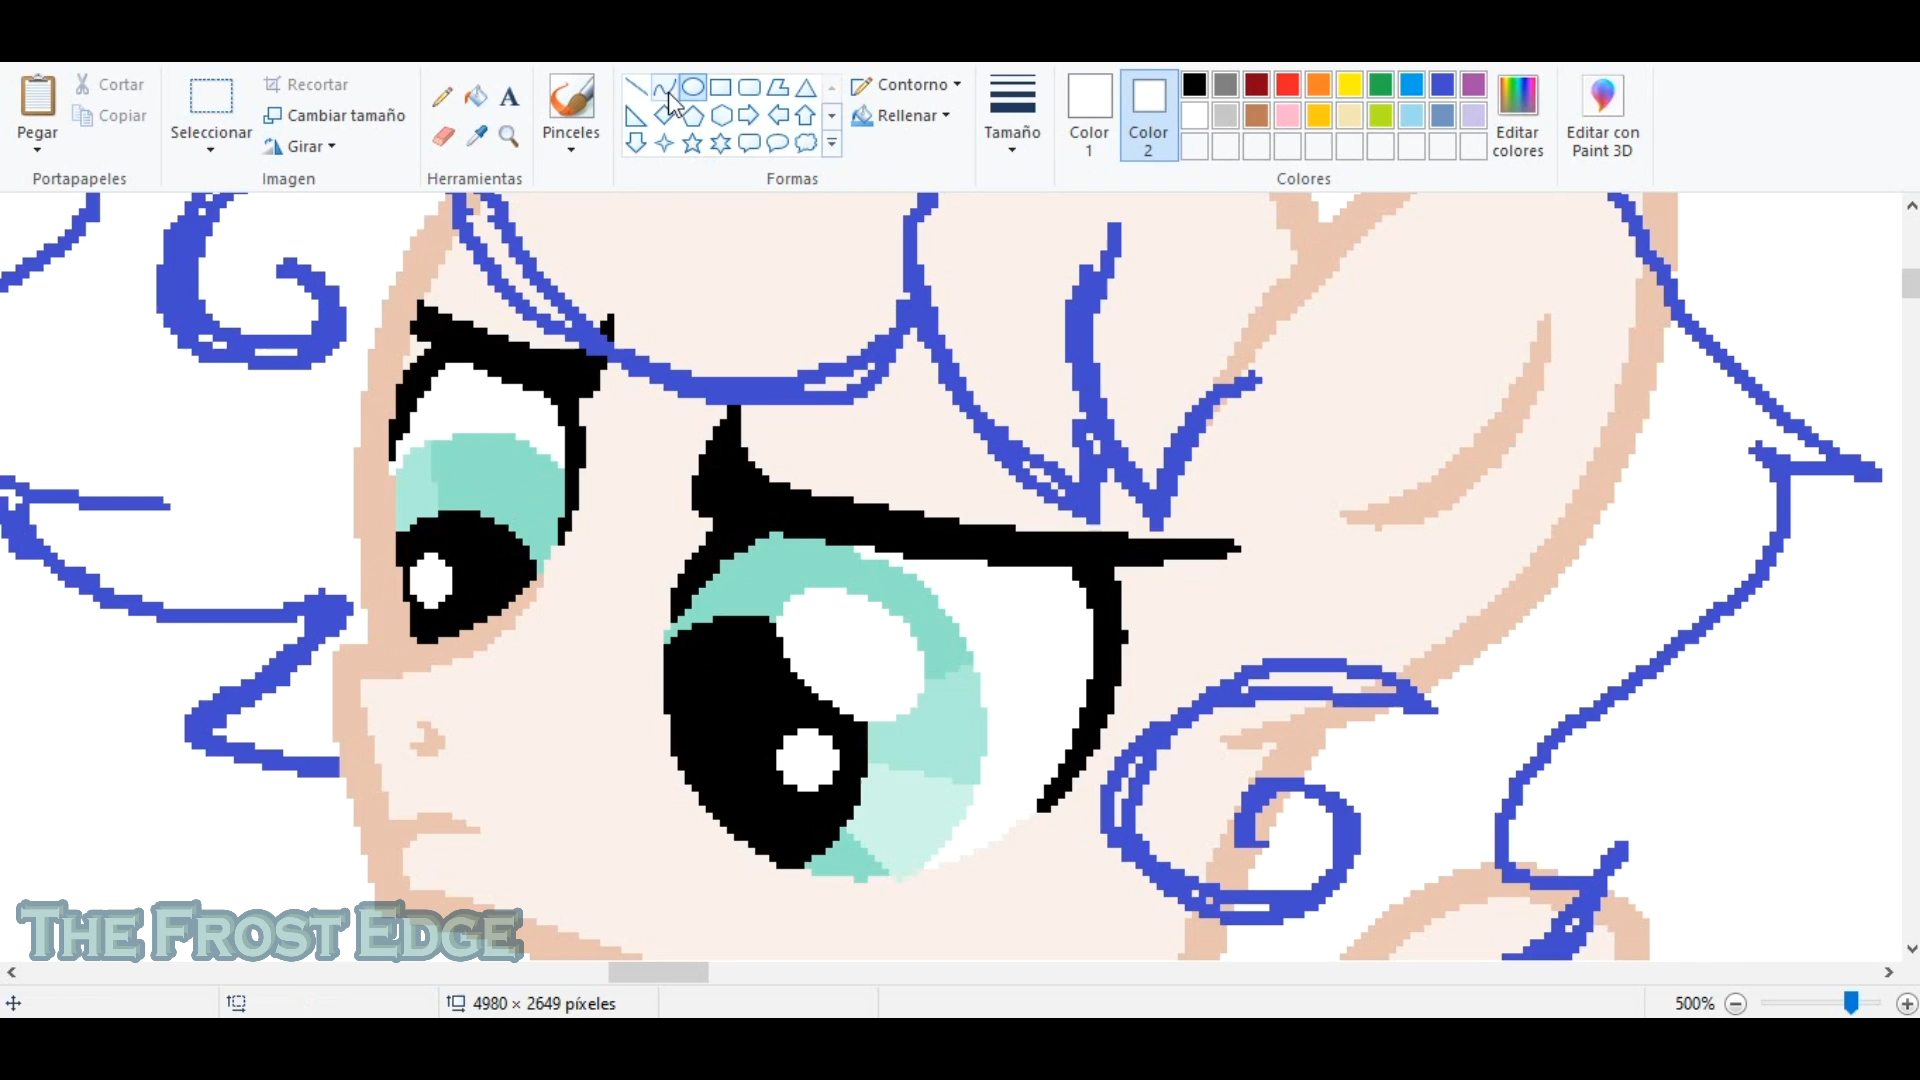 Pegar
Cortar
Copiar
Portapapeles
Seleccionar
Recortar
Cambiar tamaño
Girar
Imagen
A
Herramientas
Pinceles
Formas
Contorno
Rellenar
Tamaño
Color
1
Color
2
Colores
Editar
colores
Editar con
Paint 3D
THE FROST EDGE
4980 × 2649 píxeles
500%